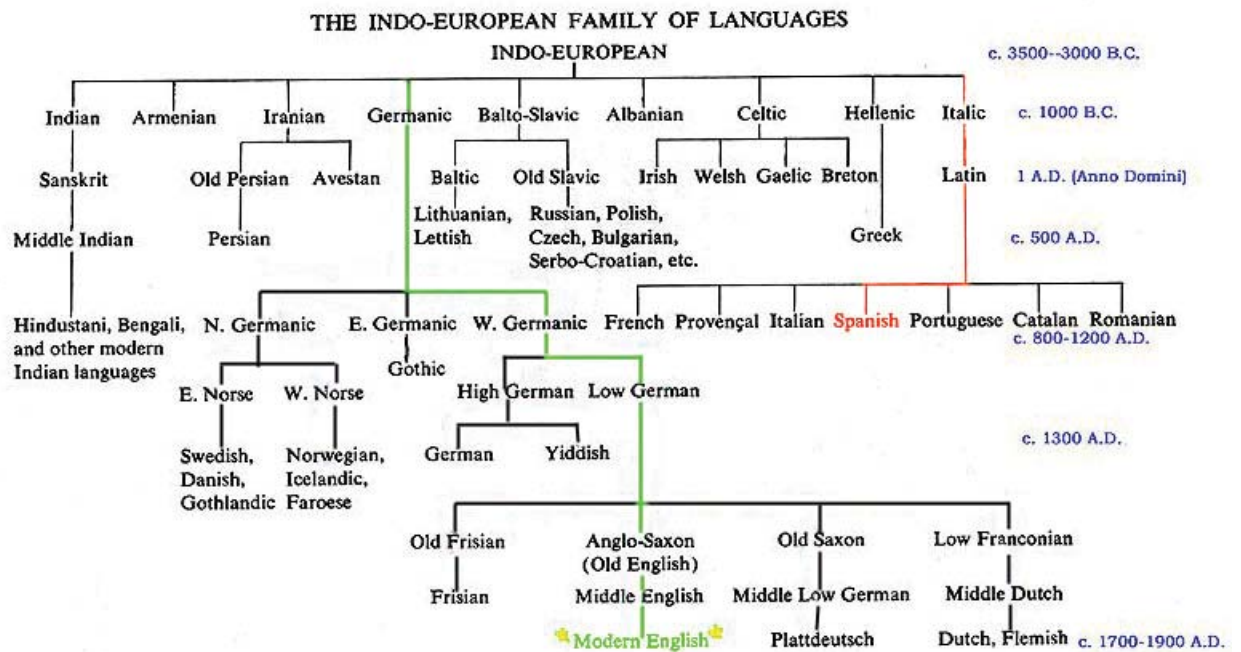 THE INDO-EUROPEAN FAMILY OF LANGUAGES
INDO-EUROPEAN
c. 3500--3000 B.C.
Indian Armenian Iranian Germanic Balto-Slavic Albanian Celtic Hellenic Italic c. 1000 B.C.
Sanskrit Old Persian Avestan Baltic Old Slavic Irish Welsh Gaelic Breton Latin 1 A.D. (Anno Domini)
Middle Indian Persian Lithuanian, Russian, Polish, Greek c. 500 A.D.
Lettish Czech, Bulgarian,
Serbo-Croatian, etc.
Hindustani, Bengali, N. Germanic E. Germanic W. Germanic French Provençal Italian Spanish Portuguese Catalan Romanian
and other modern c. 800-1200 A.D.
Indian languages Gothic
E. Norse W. Norse High German Low German
c. 1300 A.D.
Swedish, Norwegian, German Yiddish
Danish, Icelandic,
Gothlandic Faroese
Old Frisian Anglo-Saxon Old Saxon Low Franconian
(Old English)
Frisian Middle English Middle Low German Middle Dutch
Modern English Plattdeutsch Dutch, Flemish c. 1700-1900 A.D.